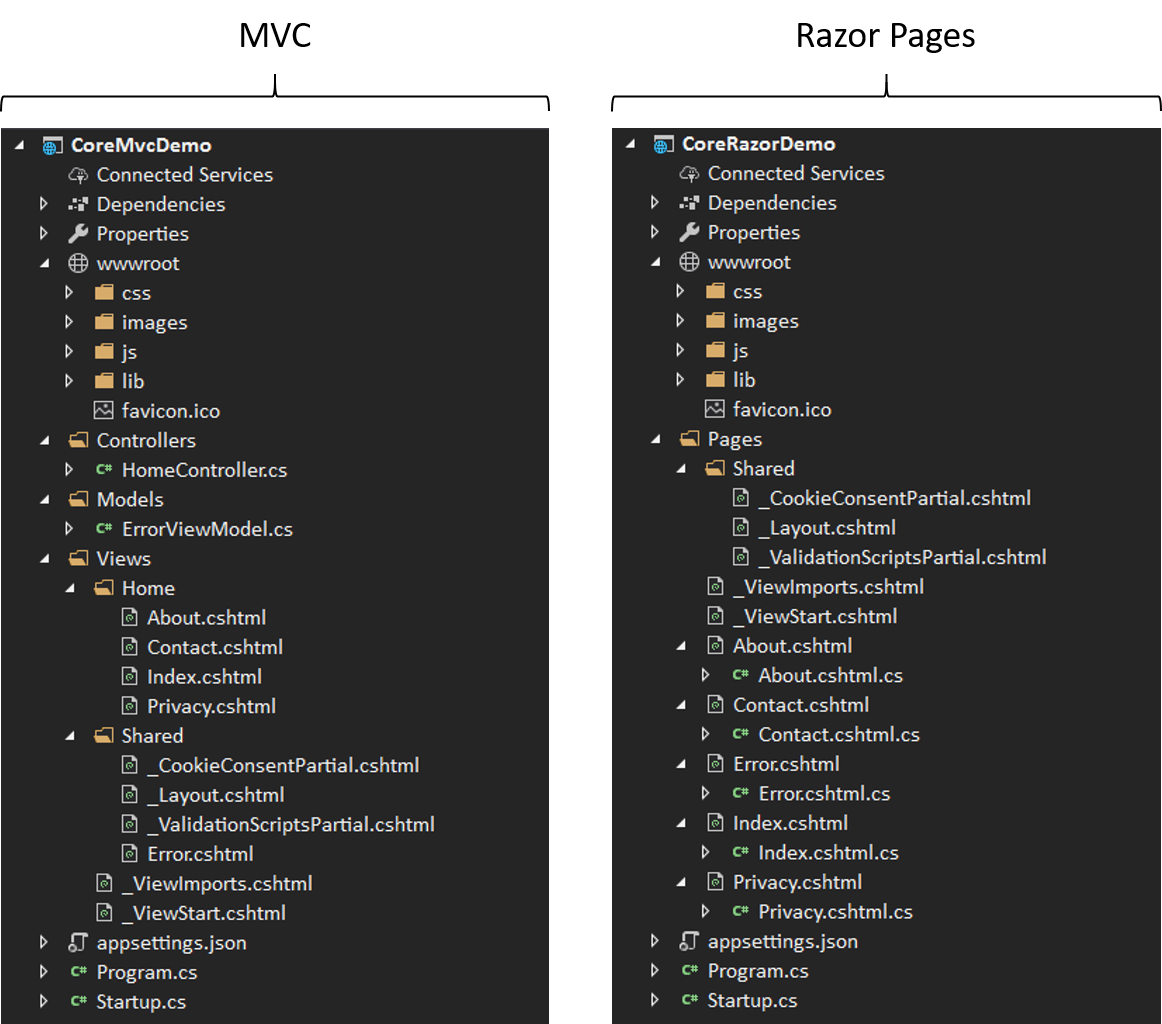 MVC
CoreMvcDemo
Connected Services
Dependencies
Properties
wwwroot
css
images
js
lib
favicon.ico
Controllers
C# HomeController.cs
Models
C# ErrorViewModel.cs
Views
Home
About.cshtml
Contact.cshtml
Index.cshtml
Privacy.cshtml
Shared
_CookieConsentPartial.cshtml
_Layout.cshtml
_ValidationScriptsPartial.cshtml
Error.cshtml
_ViewImports.cshtml
_ViewStart.cshtml
appsettings.json
C# Program.cs
C# Startup.cs
Razor Pages
CoreRazorDemo
Connected Services
Dependencies
Properties
wwwroot
css
images
js
lib
favicon.ico
Pages
Shared
_CookieConsentPartial.cshtml
_Layout.cshtml
_ValidationScriptsPartial.cshtml
_ViewImports.cshtml
_ViewStart.cshtml
About.cshtml
C# About.cshtml.cs
Contact.cshtml
C# Contact.cshtml.cs
Error.cshtml
C# Error.cshtml.cs
Index.cshtml
C# Index.cshtml.cs
Privacy.cshtml
C# Privacy.cshtml.cs
appsettings.json
C# Program.cs
C# Startup.cs